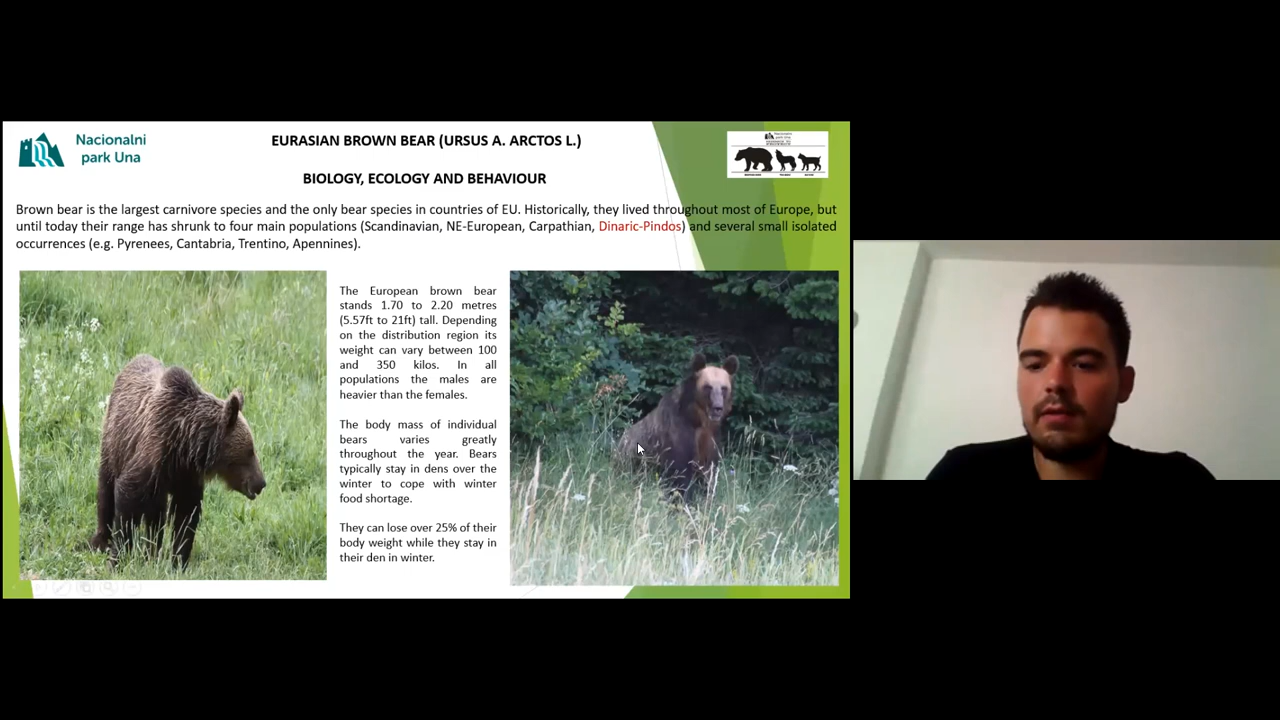 Nacionalni
park Una
EURASIAN BROWN BEAR (URSUS A. ARCTOS L.)
BIOLOGY, ECOLOGY AND BEHAVIOUR
Brown bear is the largest carnivore species and the only bear species in countries of EU. Historically, they lived throughout most of Europe, but
until today their range has shrunk to four main populations (Scandinavian, NE-European, Carpathian, Dinaric-Pindos) and several small isolated
occurrences (e.g. Pyrenees, Cantabria, Trentino, Apennines).
The European brown bear
stands 1.70 to 2.20 metres
(5.57ft to 21ft) tall. Depending
on the distribution region its
weight can vary between 100
and 350 kilos. In all
populations the males are
heavier than the females.
The body mass of individual
bears varies greatly
throughout the year. Bears
typically stay in dens over the
winter to cope with winter
food shortage.
They can lose over 25% of their
body weight while they stay in
their den in winter.